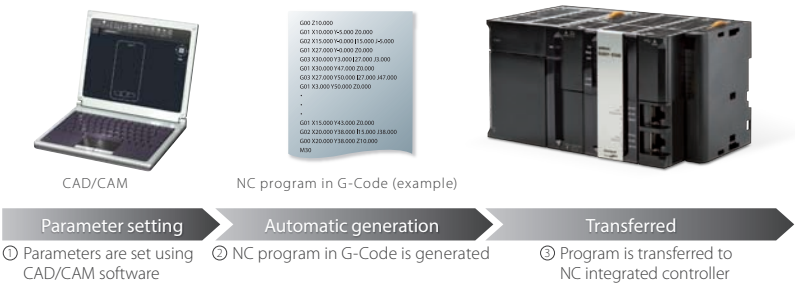 G00 Z10.000
G01 X10.000 Y-5.000 Z0.000
G02 X15.000 Y-0.000 I15.000 J-5.000
G01 X27.000 Y-0.000 Z0.000
G03 X30.000 Y3.000 I27.000 J3.000
G01 X30.000 Y47.000 Z0.000
G03 X27.000 Y50.000 I27.000 J47.000
G01 X3.000 Y50.000 Z0.000
.
.
.
G01 X15.000 Y43.000 Z0.000
G02 X20.000 Y38.000 I15.000 J38.000
G00 X20.000 Y38.000 Z10.000
M30
CAD/CAM
NC program in G-Code (example)
Parameter setting
Automatic generation
Transferred
① Parameters are set using
CAD/CAM software
② NC program in G-Code is generated
③ Program is transferred to
NC integrated controller